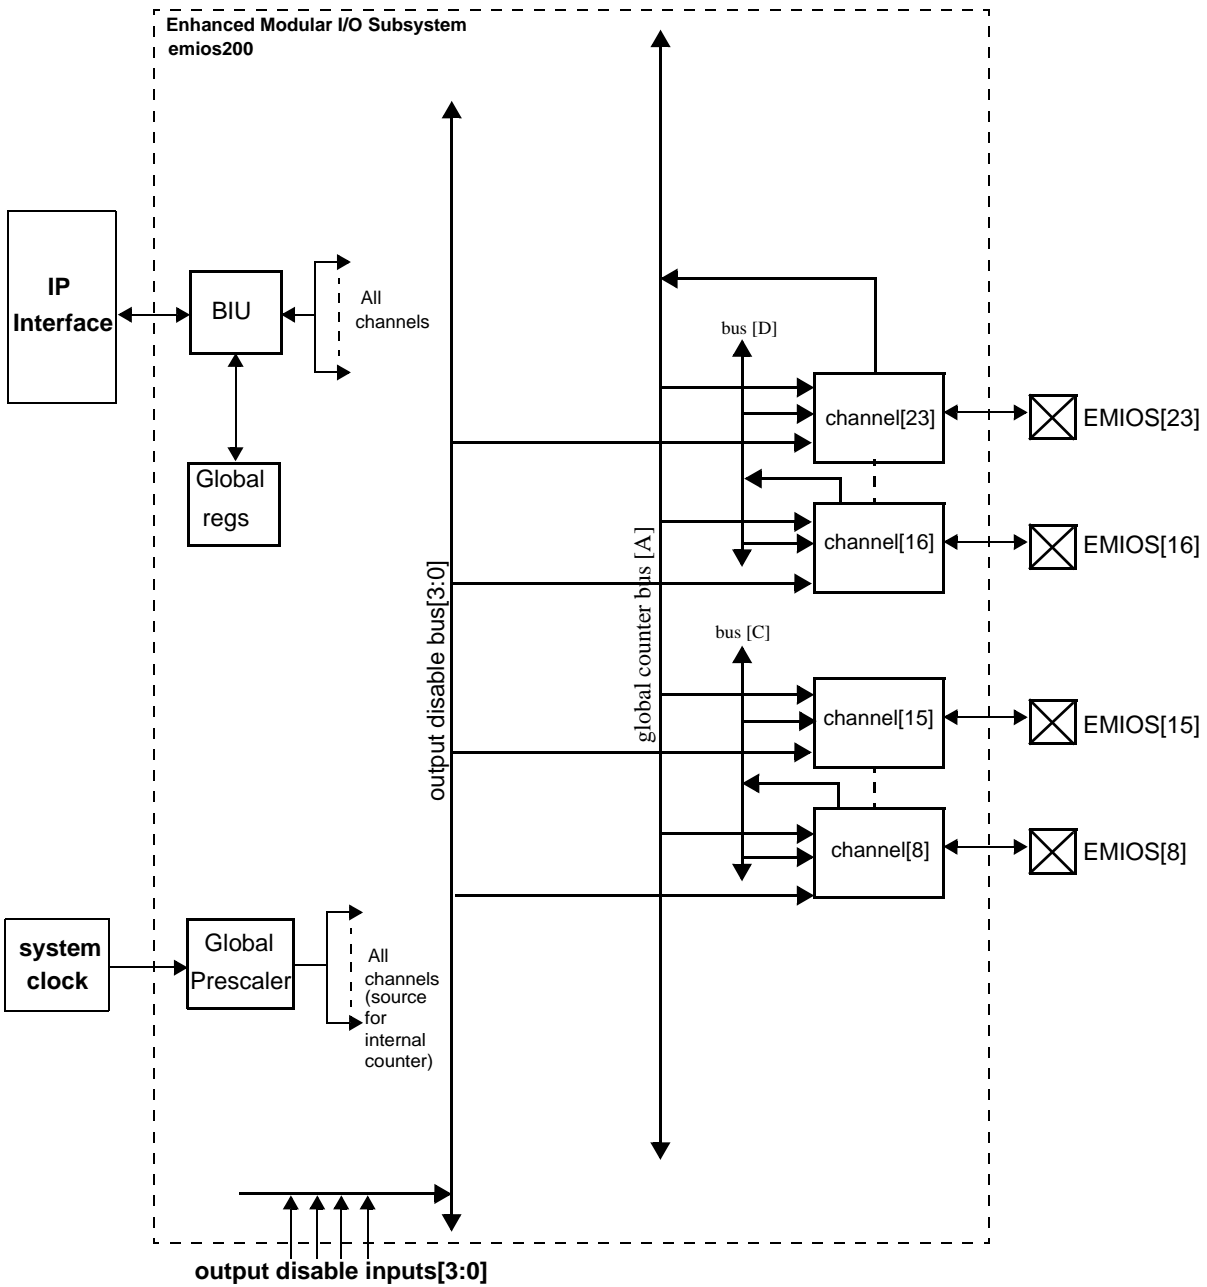 Enhanced Modular I/O Subsystem
emios200
IP
Interface
BIU
All
channels
Global
regs
bus [D]
channel[23]
EMIOS[23]
channel[16]
EMIOS[16]
output disable bus[3:0]
global counter bus [A]
bus [C]
channel[15]
EMIOS[15]
channel[8]
EMIOS[8]
system
clock
Global
Prescaler
All
channels
(source
for
internal
counter)
output disable inputs[3:0]